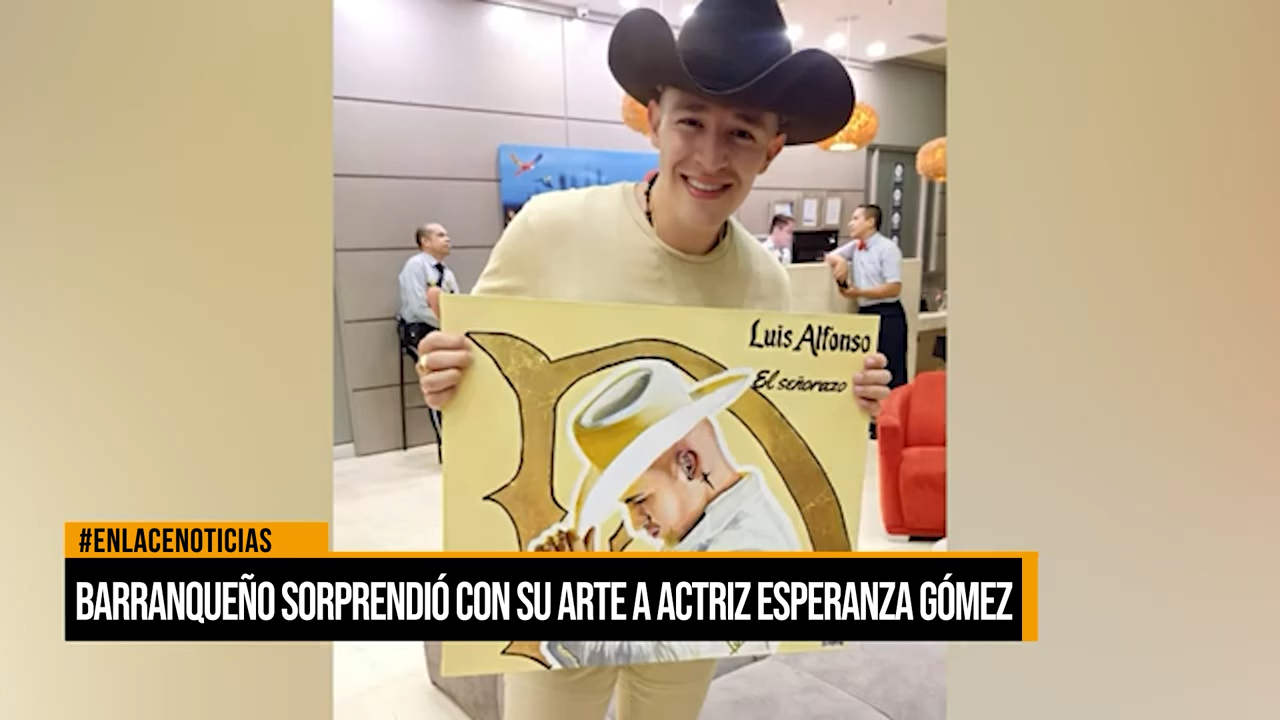 Luis Alfonso
El señorazo
#ENLACENOTICIAS
BARRANQUEÑO SORPRENDIÓ CON SU ARTE A ACTRIZ ESPERANZA GÓMEZ